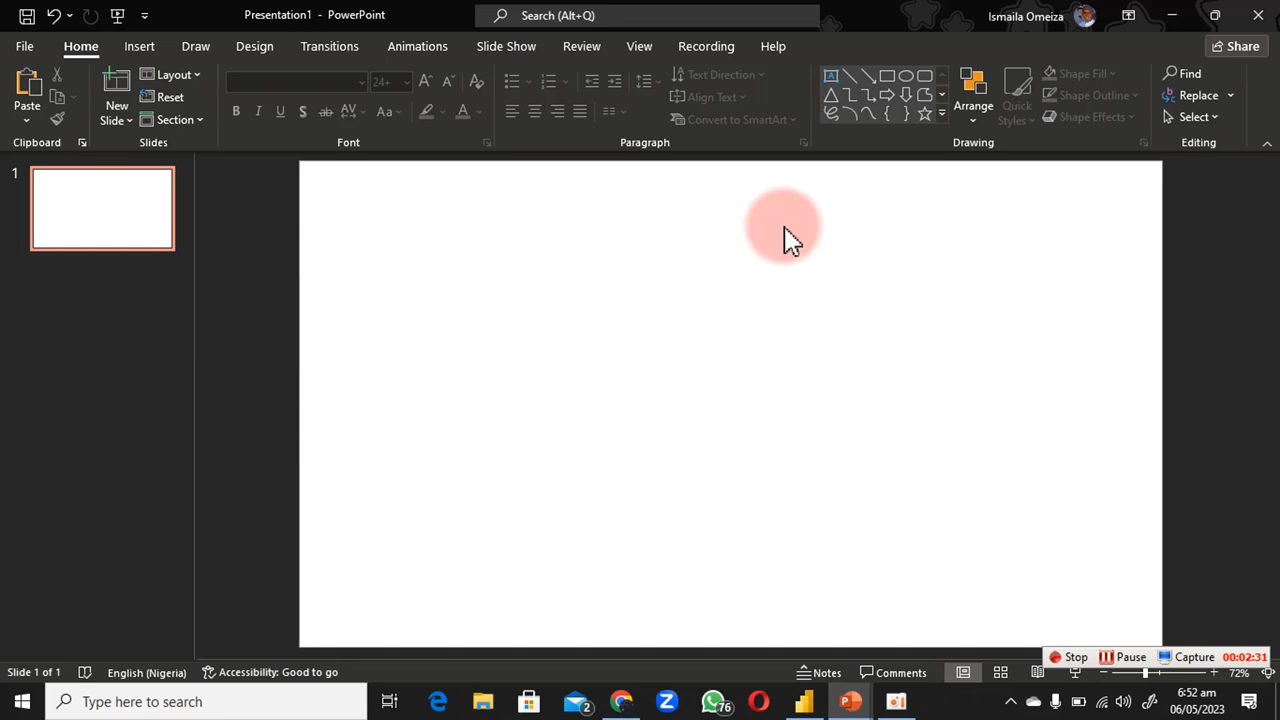 Presentation1 - PowerPoint
Search (Alt+Q)
Ismaila Omeiza
File
Home
Insert
Draw
Design
Transitions
Animations
Slide Show
Review
View
Recording
Help
Share
Paste
Clipboard
New
Slide
Layout
Reset
Section
Slides
24+
B I U S ab AV Aa A
Font
Text Direction
Align Text
Convert to SmartArt
Paragraph
Arrange
Quick
Styles
Shape Fill
Shape Outline
Shape Effects
Drawing
Find
Replace
Select
Editing
1
Stop
Pause
Capture
00:02:31
Slide 1 of 1
English (Nigeria)
Accessibility: Good to go
Notes
Comments
72%
Type here to search
2
76
6:52 am
06/05/2023